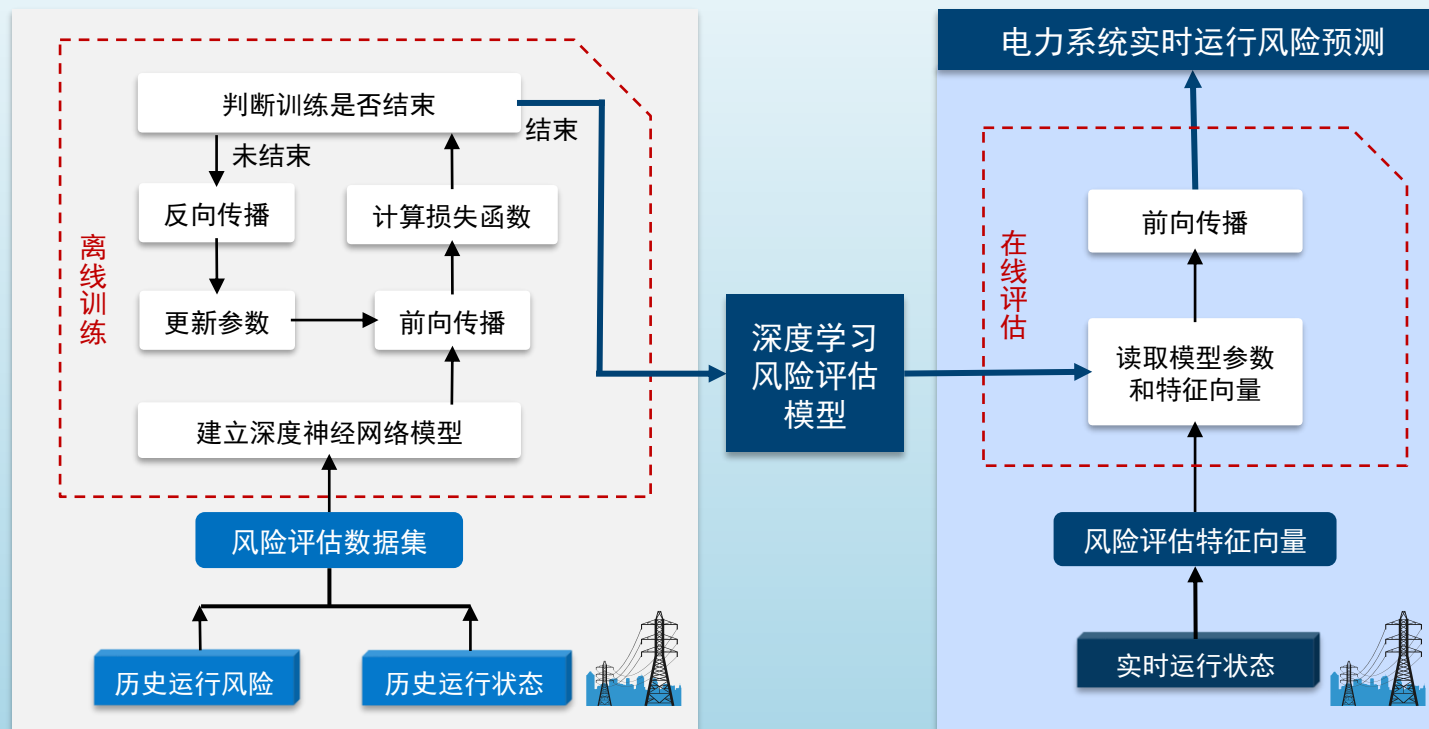 电力系统实时运行风险预测
判断训练是否结束
结束
未结束
反向传播
计算损失函数
离线训练
更新参数
前向传播
建立深度神经网络模型
风险评估数据集
历史运行风险
历史运行状态
深度学习
风险评估
模型
前向传播
在线评估
读取模型参数
和特征向量
风险评估特征向量
实时运行状态